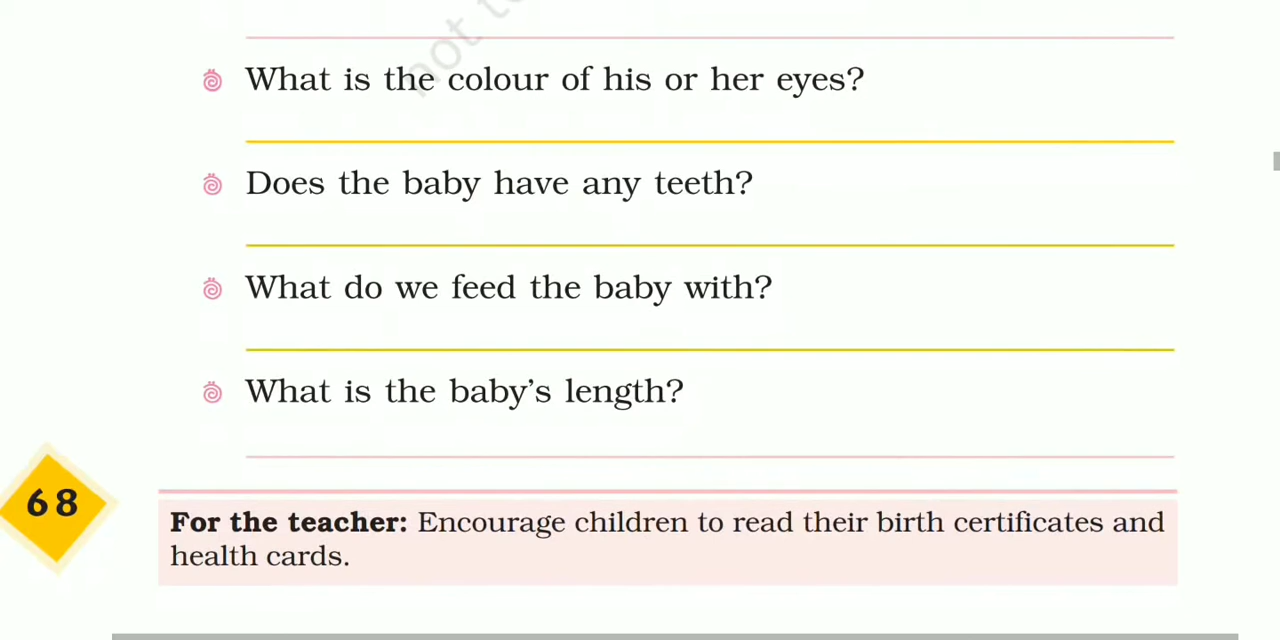 not t
What is the colour of his or her eyes?
Does the baby have any teeth?
What do we feed the baby with?
What is the baby's length?
68
For the teacher: Encourage children to read their birth certificates and
health cards.